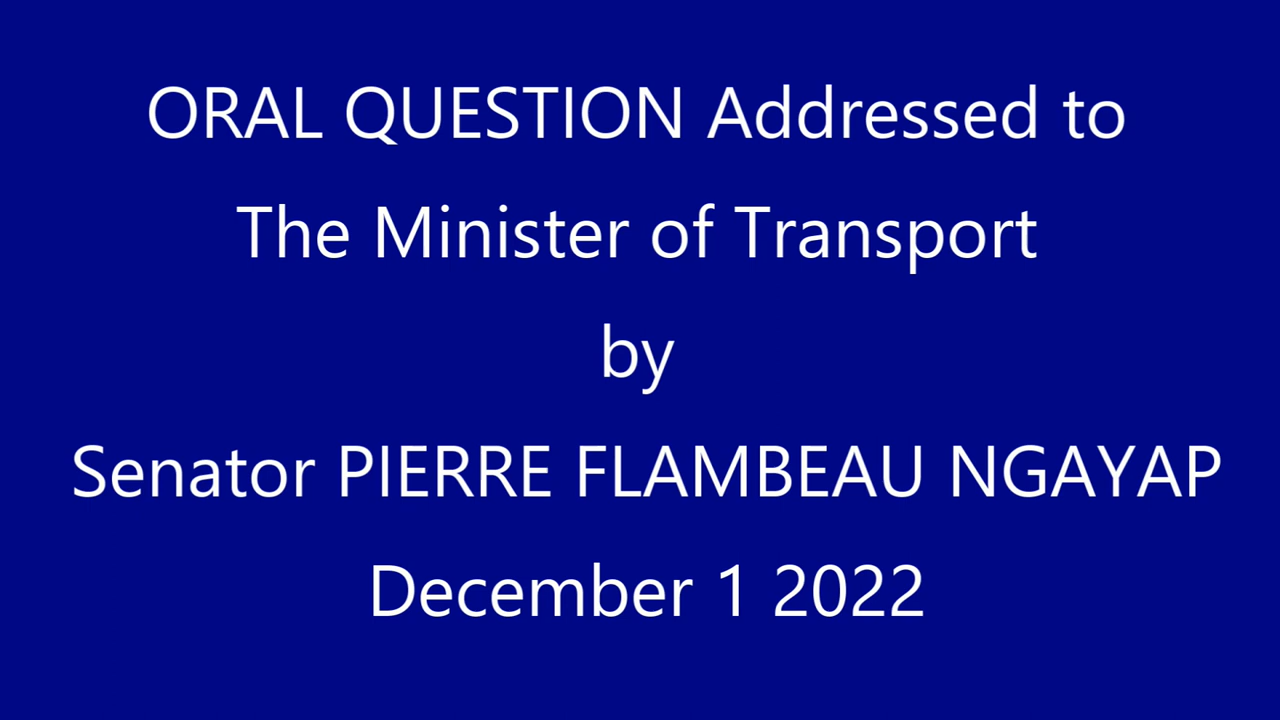 ORAL QUESTION Addressed to
The Minister of Transport
by
Senator PIERRE FLAMBEAU NGAYAP
December 1 2022